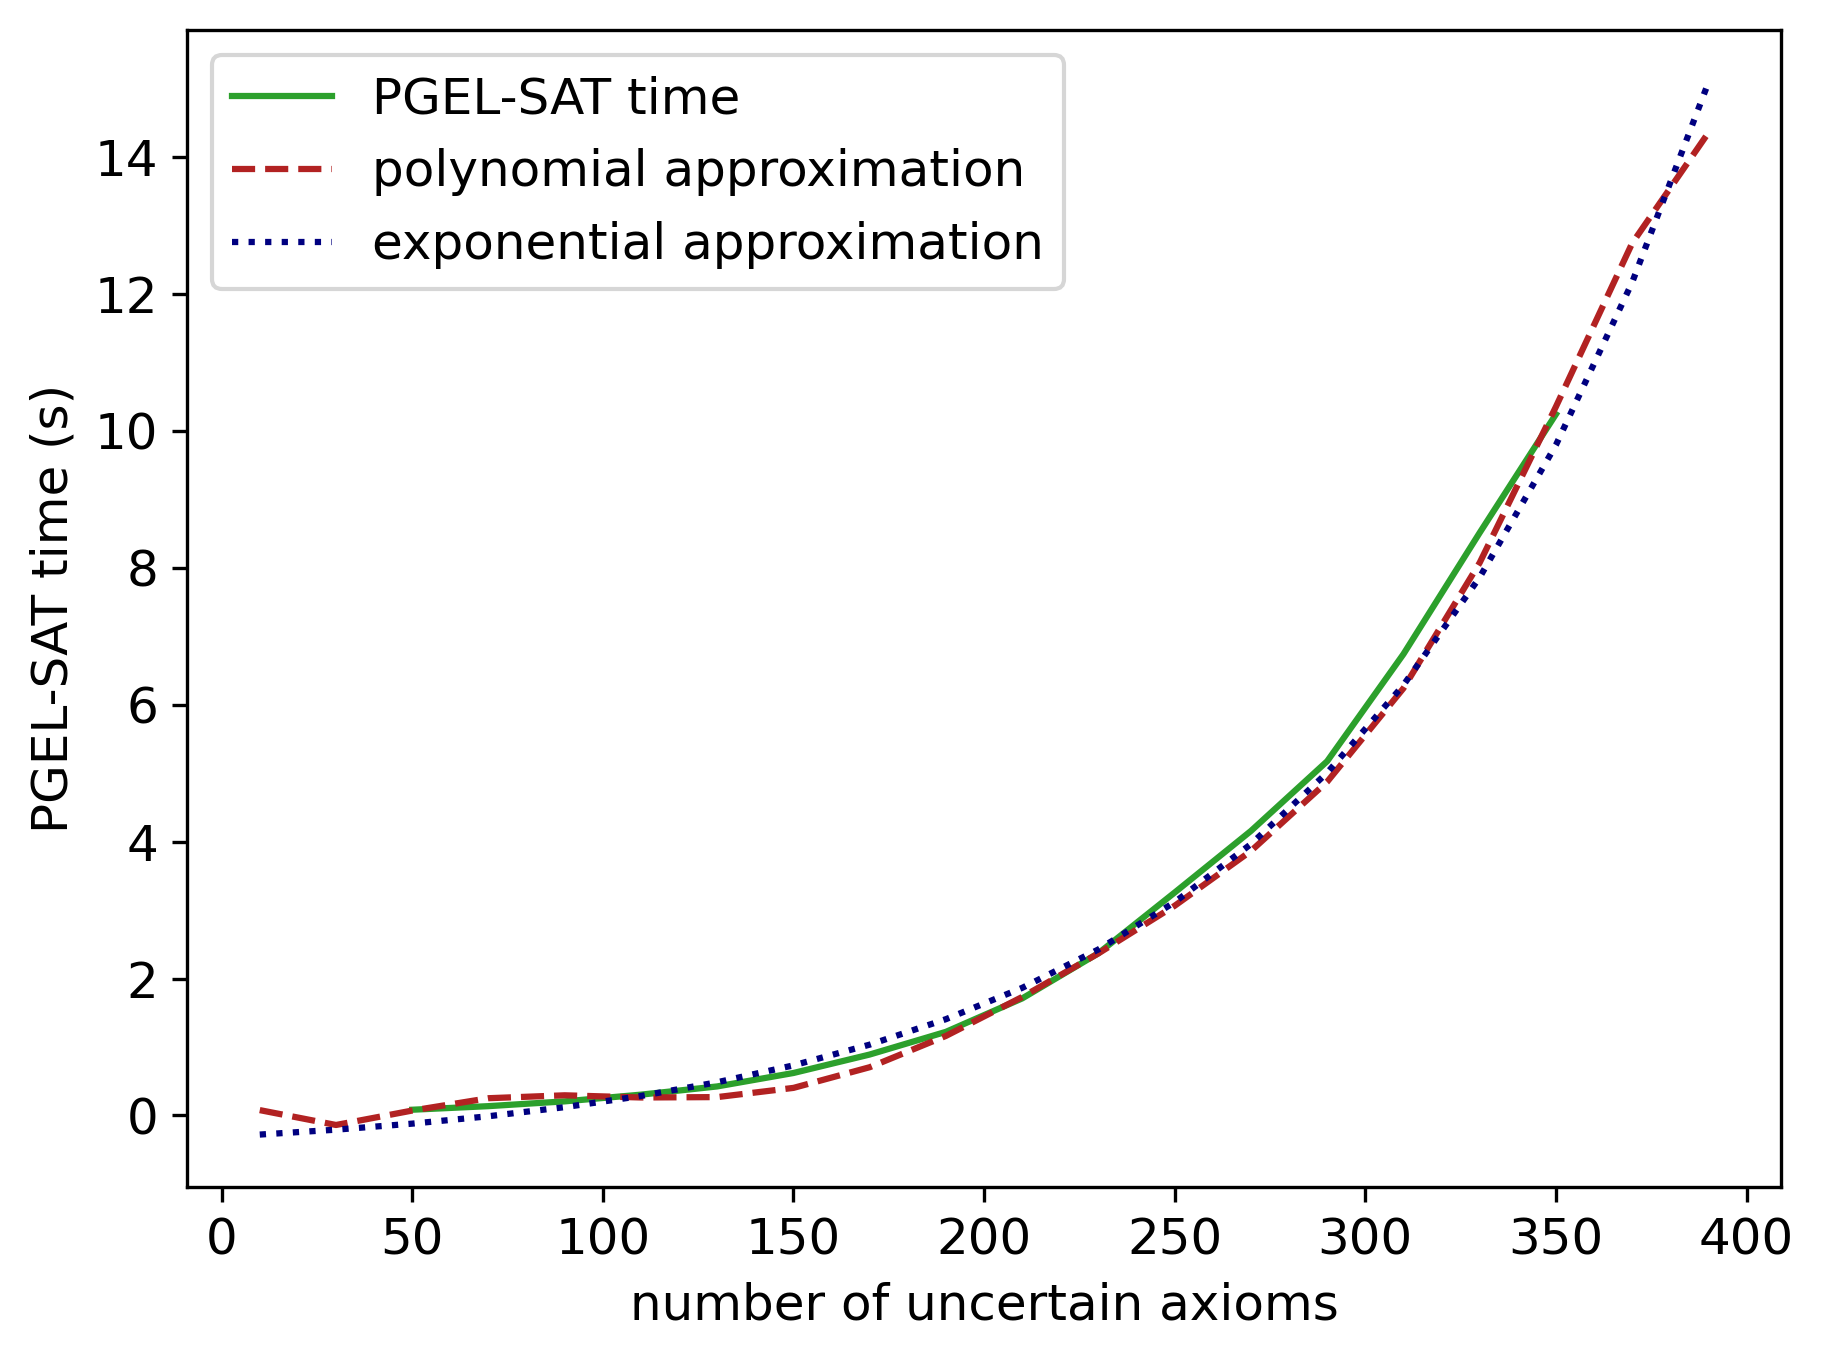 PGEL-SAT time
polynomial approximation
exponential approximation
14
12
10
8
6
4
2
0
PGEL-SAT time (s)
0 50 100 150 200 250 300 350 400
number of uncertain axioms